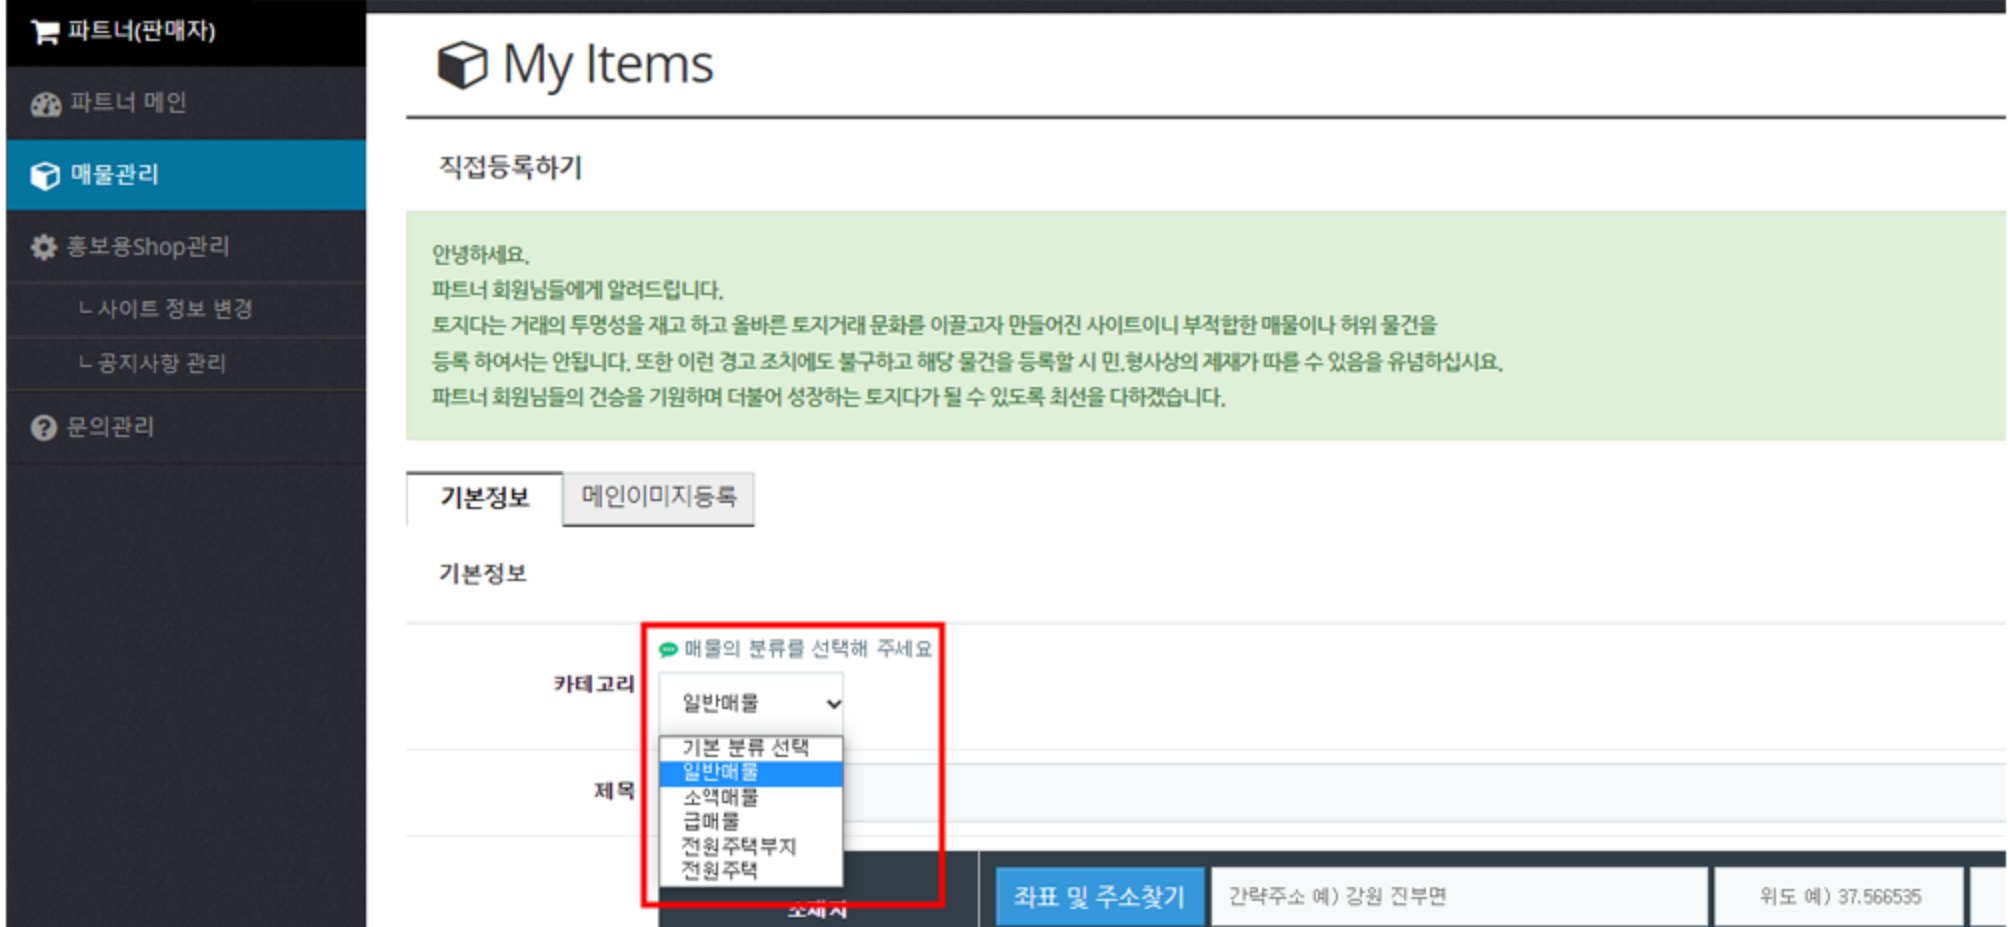 파트너(판매자)
파트너 메인
매물관리
홍보용Shop관리
ㄴ사이트 정보 변경
ㄴ공지사항 관리
문의관리
My Items
직접등록하기
안녕하세요.
파트너 회원님들에게 알려드립니다.
토지다는 거래의 투명성을 재고 하고 올바른 토지거래 문화를 이끌고자 만들어진 사이트이니 부적합한 매물이나 허위 물건을
등록 하여서는 안됩니다. 또한 이런 경고 조치에도 불구하고 해당 물건을 등록할 시 민.형사상의 제재가 따를 수 있음을 유념하십시요.
파트너 회원님들의 건승을 기원하며 더불어 성장하는 토지다가 될 수 있도록 최선을 다하겠습니다.
기본정보 메인이미지등록
기본정보
매물의 분류를 선택해 주세요
카테고리
일반매물
기본 분류 선택
일반매물
소액매물
급매물
전원주택부지
전원주택
제목
소재지
좌표 및 주소찾기 간략주소 예) 강원 진부면 위도 예) 37.566535